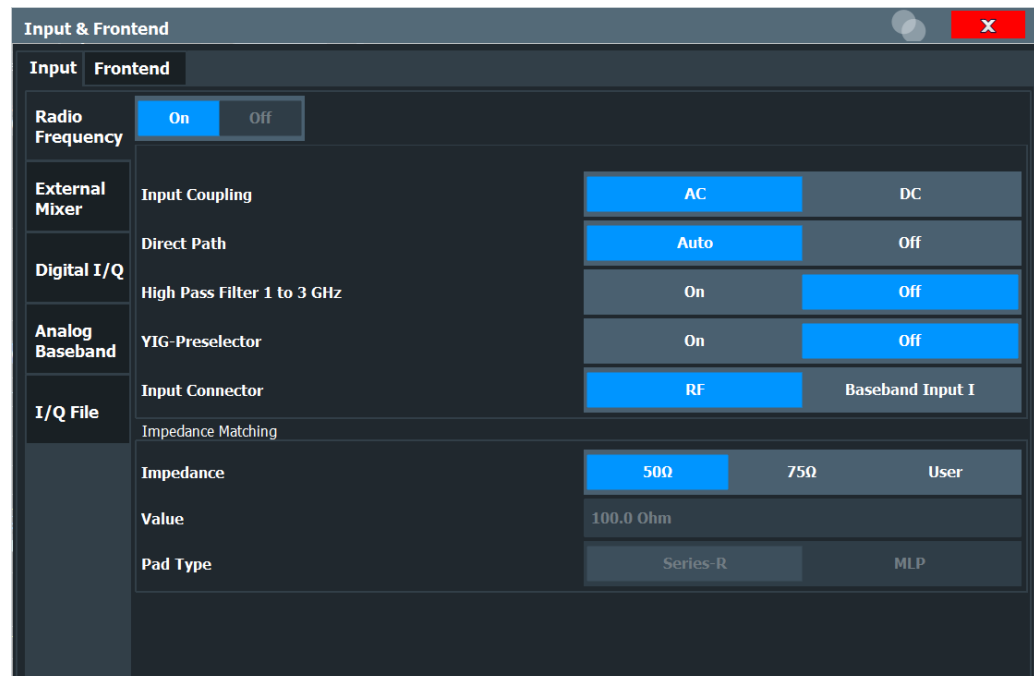 Input & Frontend
X
Input Frontend
Radio
Frequency
On Off
External
Mixer
Input Coupling AC DC
Direct Path Auto Off
Digital I/Q
High Pass Filter 1 to 3 GHz On Off
Analog
Baseband
YIG-Preselector On Off
Input Connector RF Baseband Input I
I/Q File
Impedance Matching
Impedance 50Ω 75Ω User
Value 100.0 Ohm
Pad Type Series-R MLP